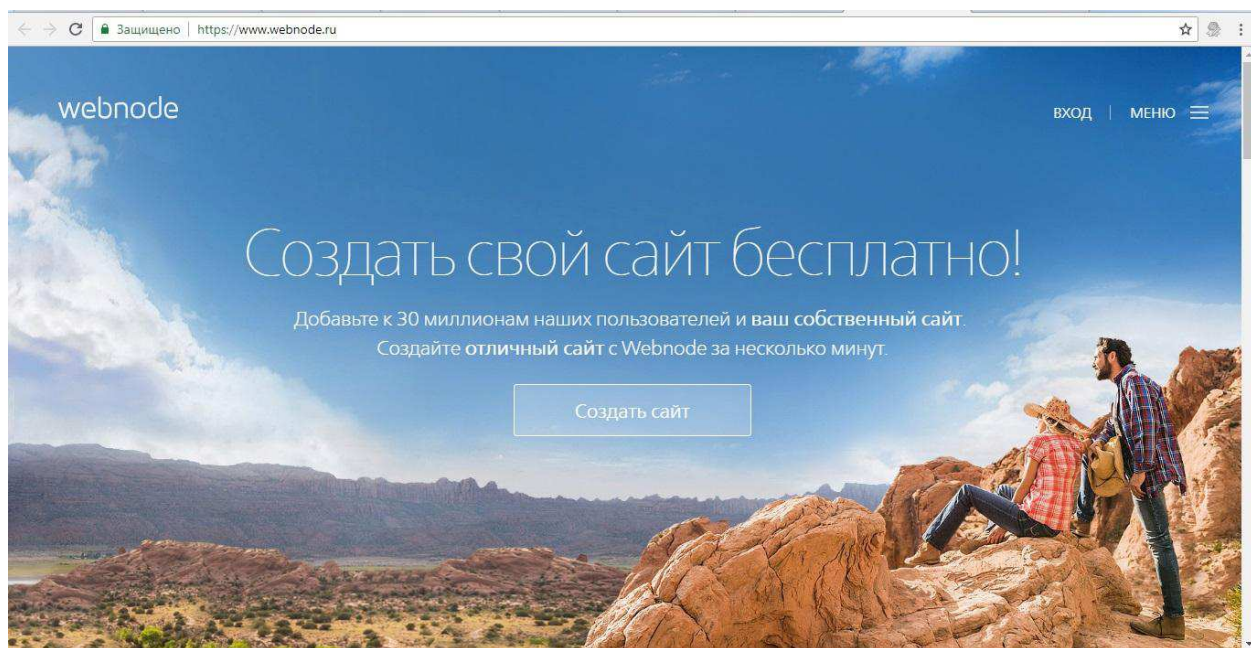 Защищено https://www.webnode.ru
webnode
ВХОД | МЕНЮ
Создать свой сайт бесплатно!
Добавьте к 30 миллионам наших пользователей и ваш собственный сайт.
Создайте отличный сайт с Webnode за несколько минут.
Создать сайт